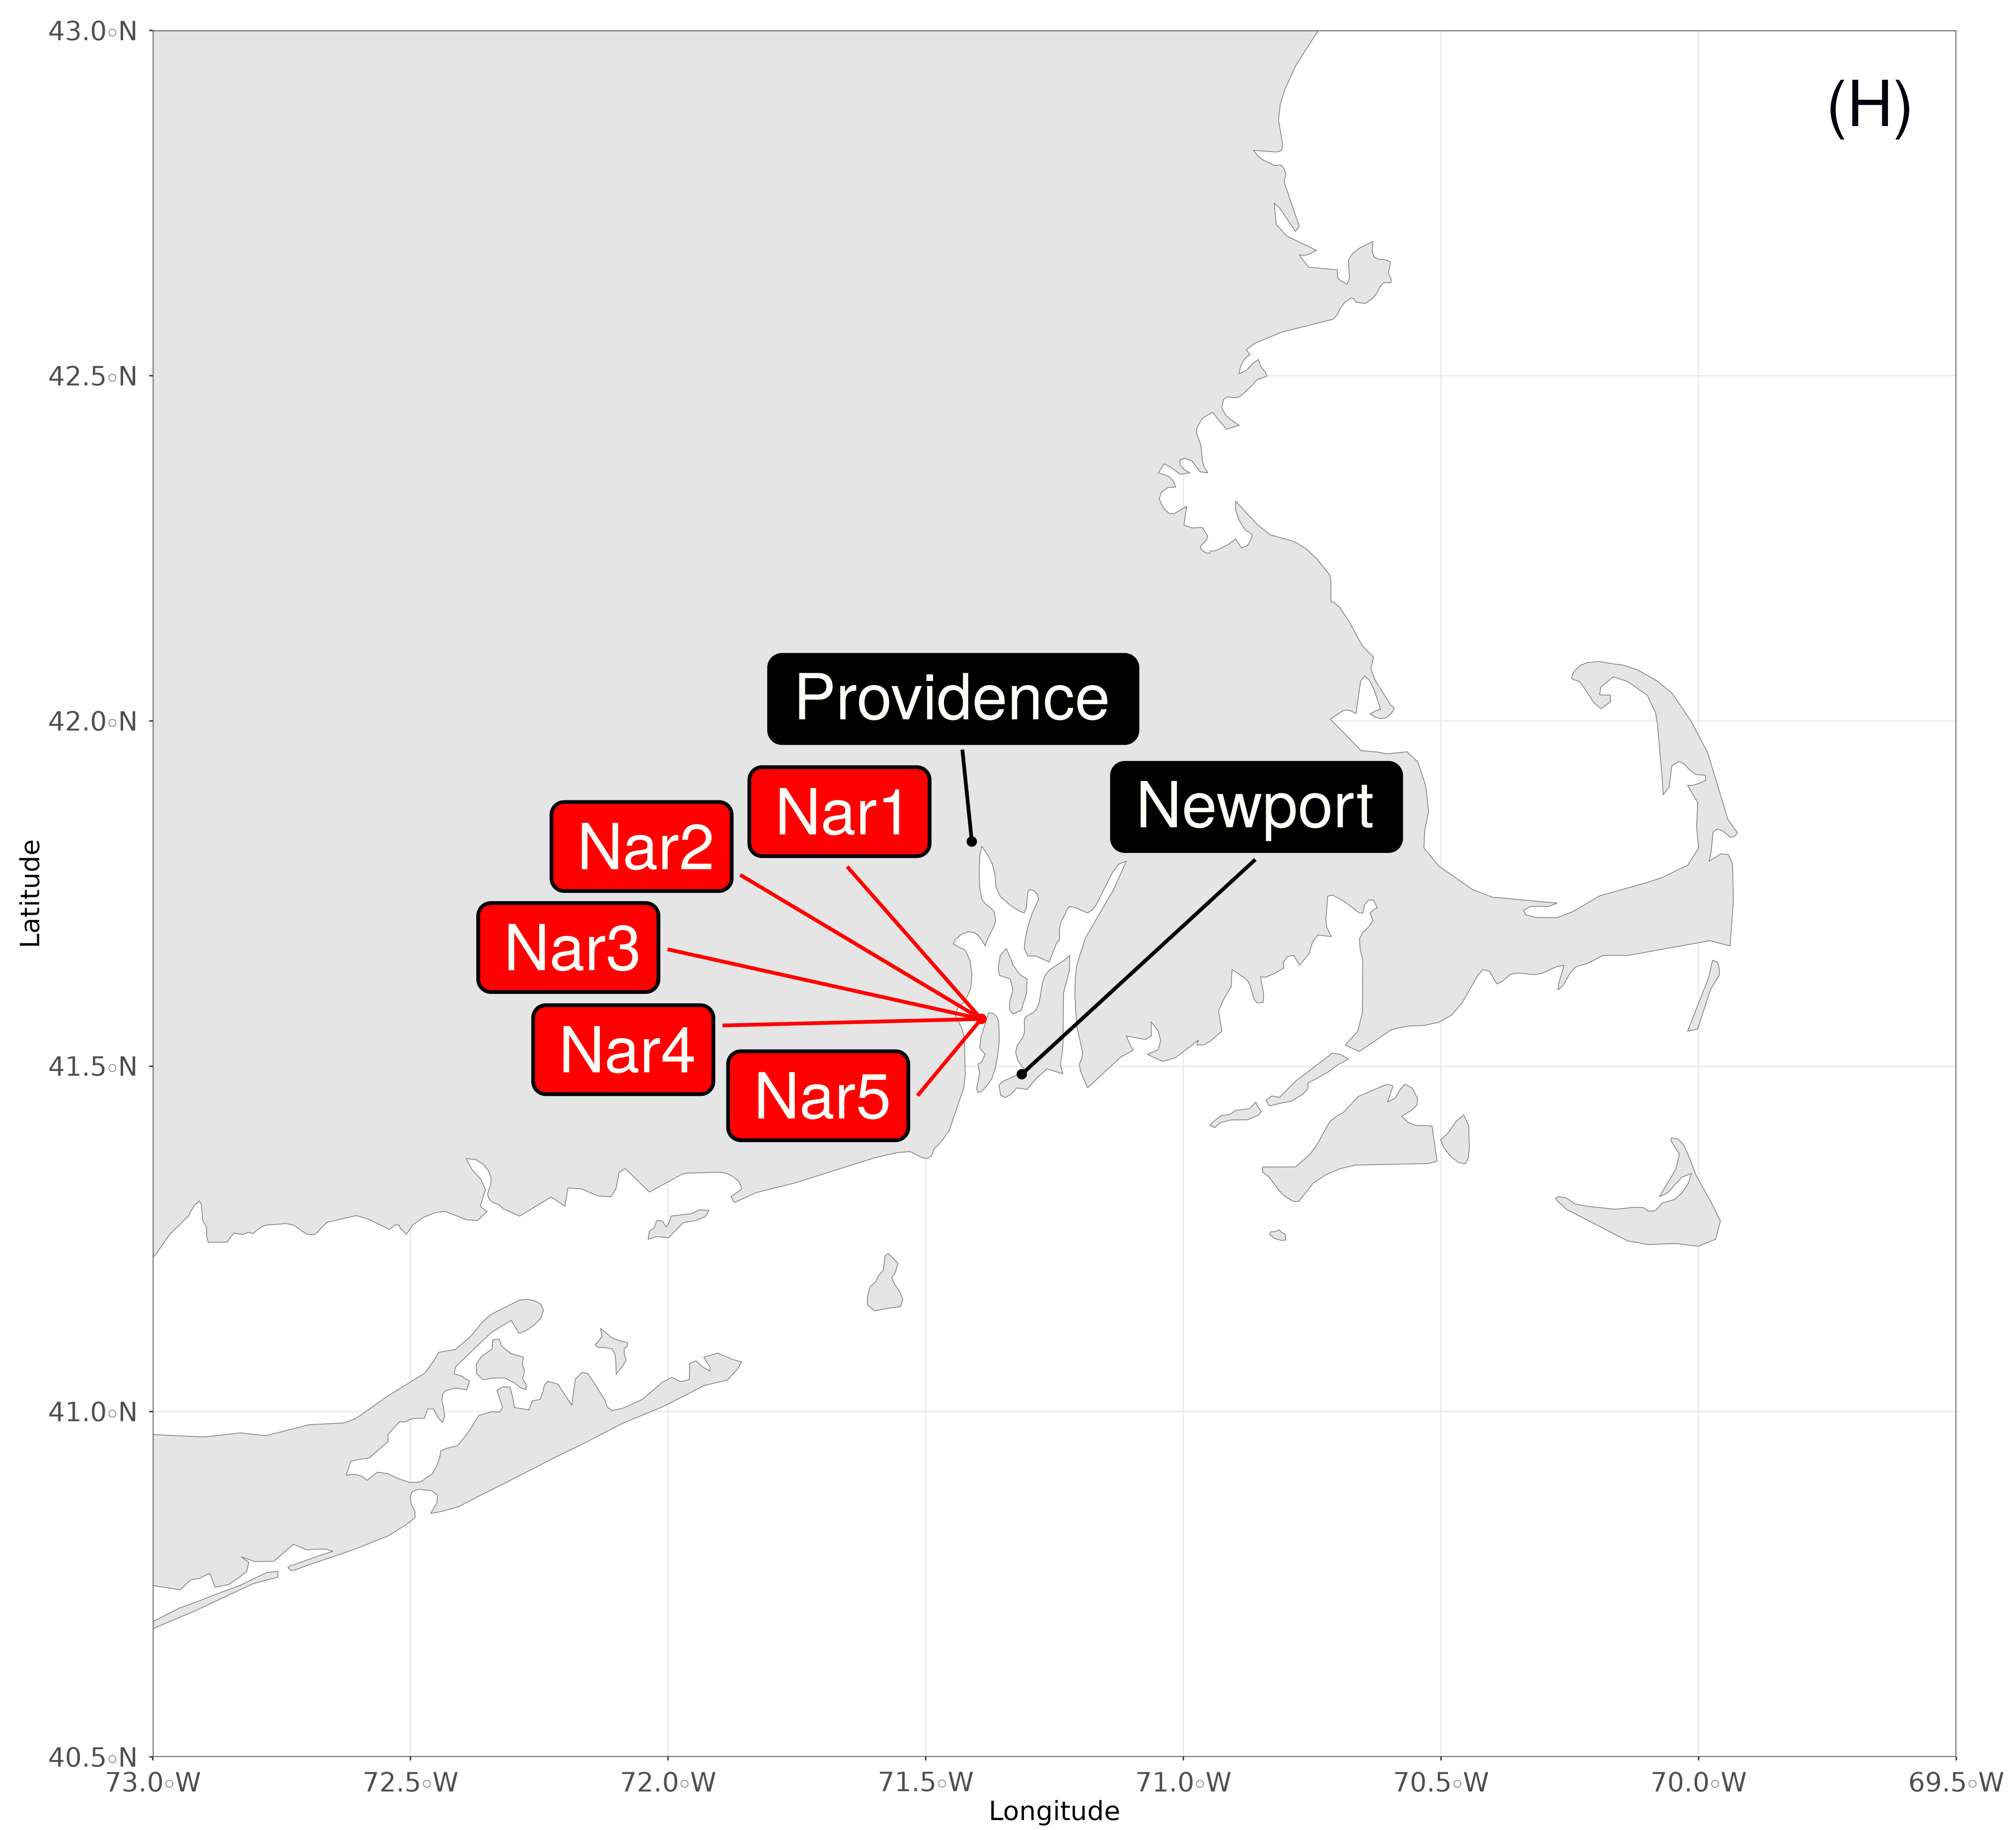 43.0◦N
(H)
42.5◦N
Providence
42.0◦N
Newport
Nar1
Nar2
Latitude
Nar3
Nar4
41.5◦N
Nar5
41.0◦N
40.5◦N
73.0◦W 72.5◦W 72.0◦W 71.5◦W 71.0◦W 70.5◦W 70.0◦W 69.5◦W
Longitude